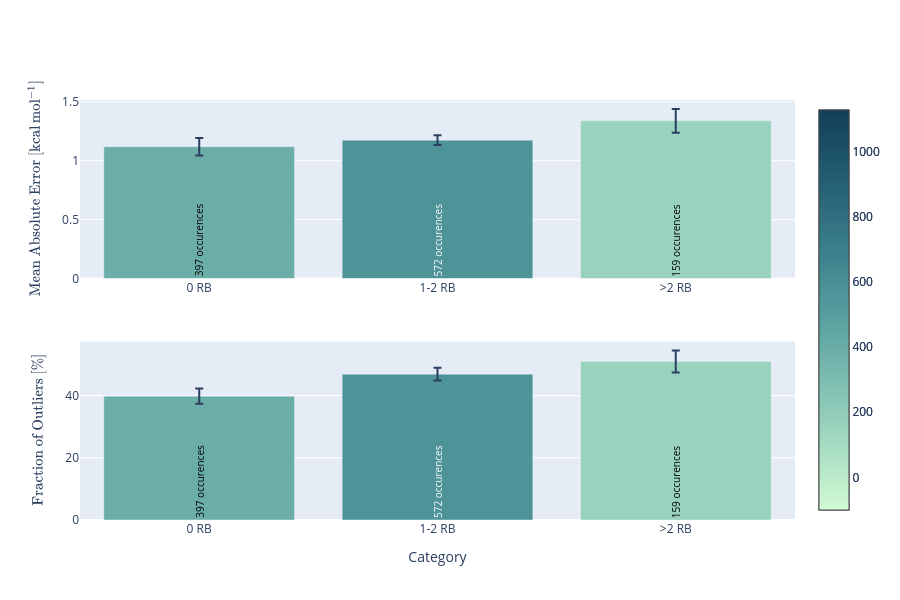 Mean Absolute Error [kcal mol⁻¹]
1.5
1
0.5
0
397 occurences
572 occurences
159 occurences
0 RB
1-2 RB
>2 RB
Fraction of Outliers [%]
40
20
0
397 occurences
572 occurences
159 occurences
0 RB
1-2 RB
>2 RB
Category
1000
800
600
400
200
0